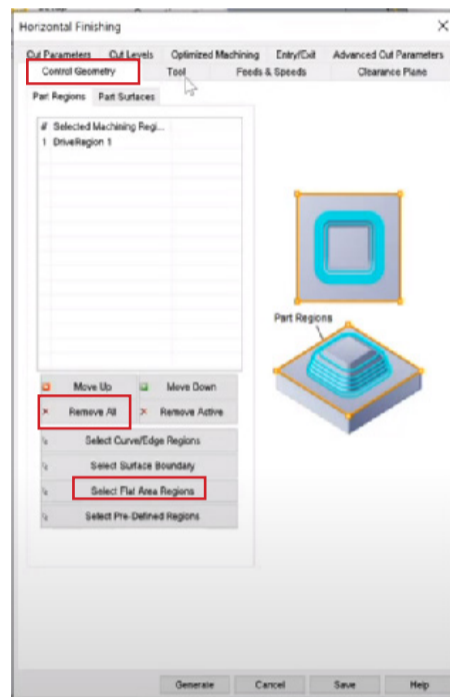 Horizontal Finishing
Cut Parameters Cut Levels Optimized Machining Entry/Exit Advanced Cut Parameters
Control Geometry Tool Feeds & Speeds Clearance Plane
Part Regions Part Surfaces
# Selected Machining Regi...
1 DriveRegion 1
Part Regions
Move Up Move Down
Remove All Remove Active
Select Curve/Edge Regions
Select Surface Boundary
Select Flat Area Regions
Select Pre-Defined Regions
Generate Cancel Save Help